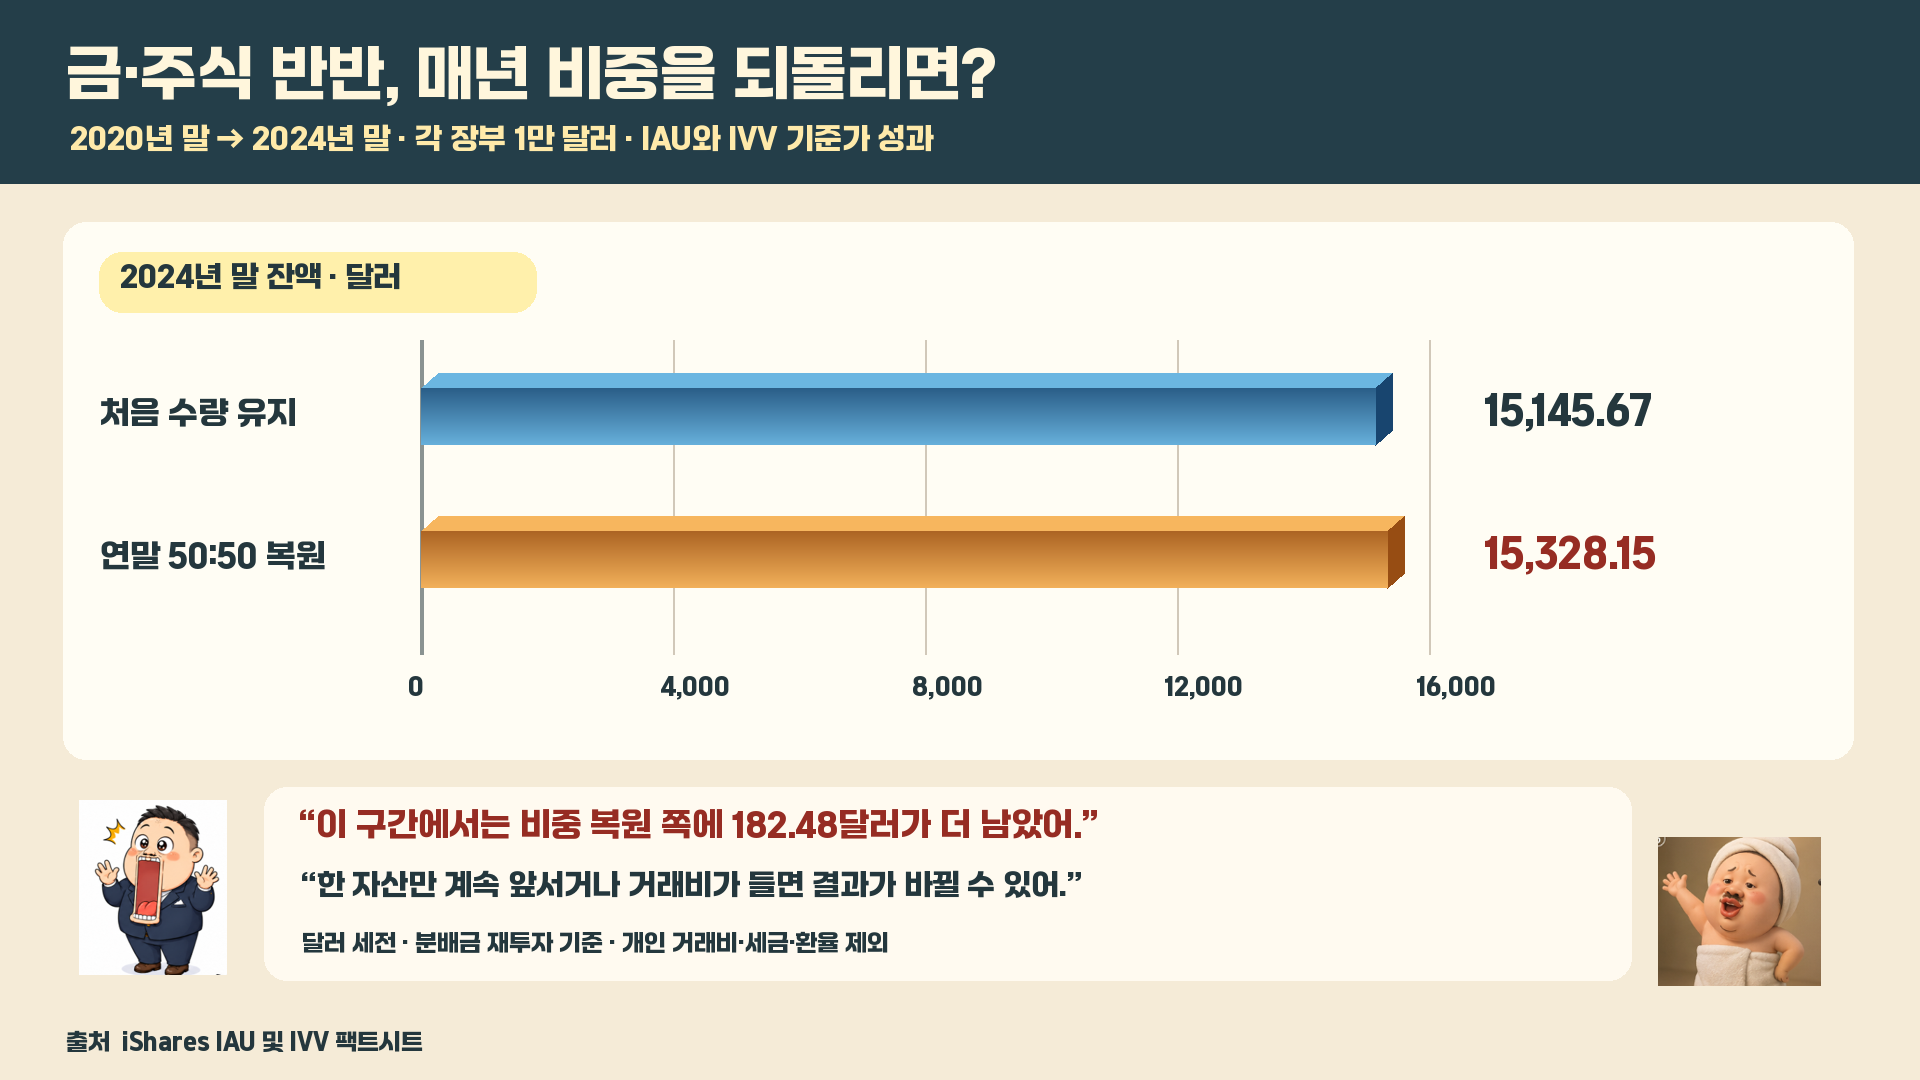 금·주식 반반, 매년 비중을 되돌리면?
2020년 말 → 2024년 말 · 각 장부 1만 달러 · IAU와 IVV 기준가 성과
2024년 말 잔액 · 달러
처음 수량 유지
15,145.67
연말 50:50 복원
15,328.15
0 4,000 8,000 12,000 16,000
“이 구간에서는 비중 복원 쪽에 182.48달러가 더 남았어.”
“한 자산만 계속 앞서거나 거래비가 들면 결과가 바뀔 수 있어.”
달러 세전 · 분배금 재투자 기준 · 개인 거래비·세금·환율 제외
출처 iShares IAU 및 IVV 팩트시트